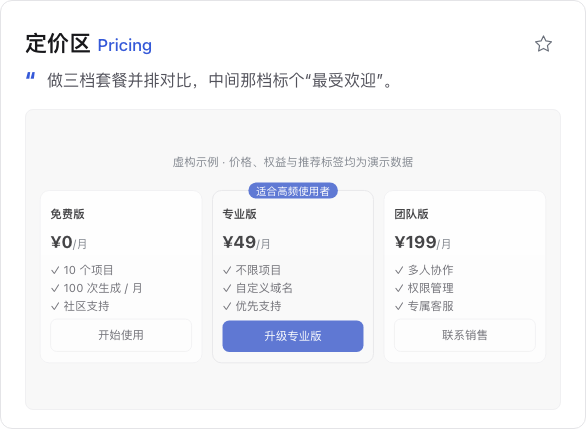 定价区 Pricing
“ 做三档套餐并排对比，中间那档标个“最受欢迎”。
虚构示例 · 价格、权益与推荐标签均为演示数据
免费版
¥0/月
✓ 10 个项目
✓ 100 次生成 / 月
✓ 社区支持
开始使用
适合高频使用者
专业版
¥49/月
✓ 不限项目
✓ 自定义域名
✓ 优先支持
升级专业版
团队版
¥199/月
✓ 多人协作
✓ 权限管理
✓ 专属客服
联系销售